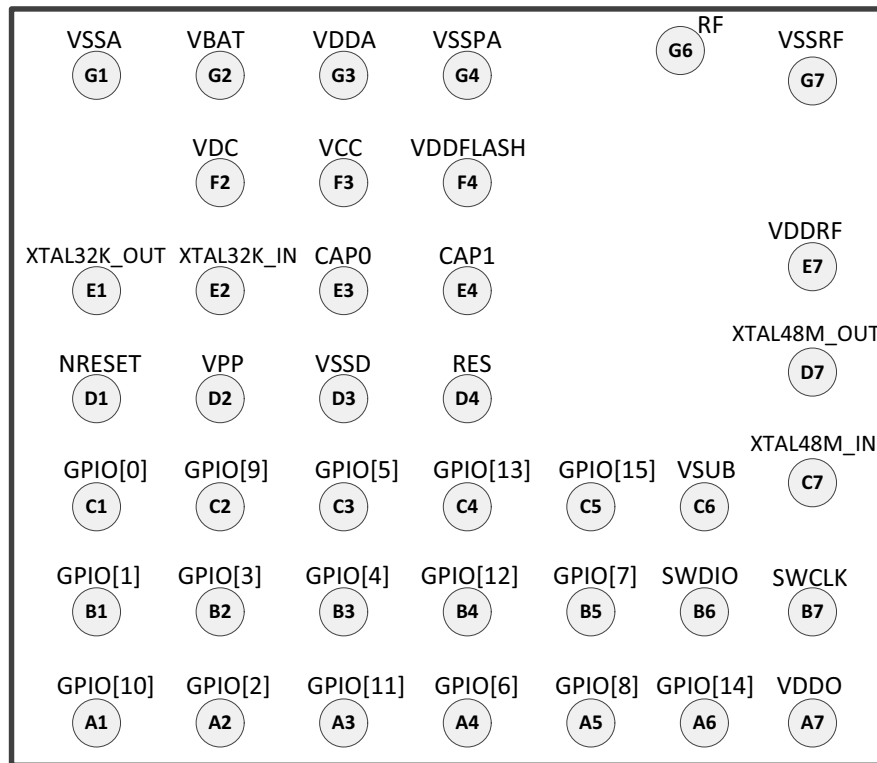 VSSA VBAT VDDA VSSPA RF VSSRF
G1 G2 G3 G4 G6 G7
VDC VCC VDDFLASH
F2 F3 F4
VDDRF
XTAL32K_OUT XTAL32K_IN CAP0 CAP1
E1 E2 E3 E4 E7
XTAL48M_OUT
NRESET VPP VSSD RES
D1 D2 D3 D4 D7
XTAL48M_IN
GPIO[0] GPIO[9] GPIO[5] GPIO[13] GPIO[15] VSUB
C1 C2 C3 C4 C5 C6 C7
GPIO[1] GPIO[3] GPIO[4] GPIO[12] GPIO[7] SWDIO SWCLK
B1 B2 B3 B4 B5 B6 B7
GPIO[10] GPIO[2] GPIO[11] GPIO[6] GPIO[8] GPIO[14] VDDO
A1 A2 A3 A4 A5 A6 A7